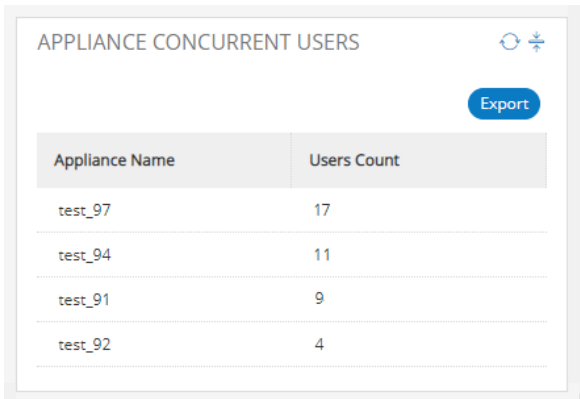 APPLIANCE CONCURRENT USERS
Export
Appliance Name Users Count
test_97 17
test_94 11
test_91 9
test_92 4